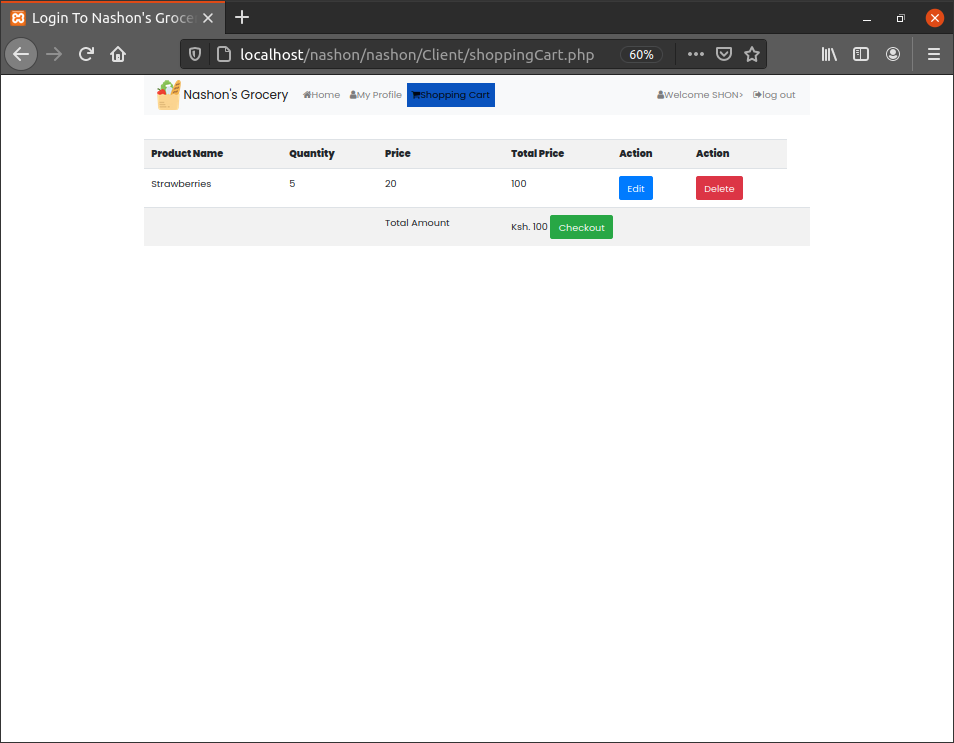 Login To Nashon's Groce
localhost/nashon/nashon/Client/shoppingCart.php 60%
Nashon's Grocery Home My Profile Shopping Cart Welcome SHON> log out
Product Name Quantity Price Total Price Action Action
Strawberries 5 20 100 Edit Delete
Total Amount Ksh. 100 Checkout